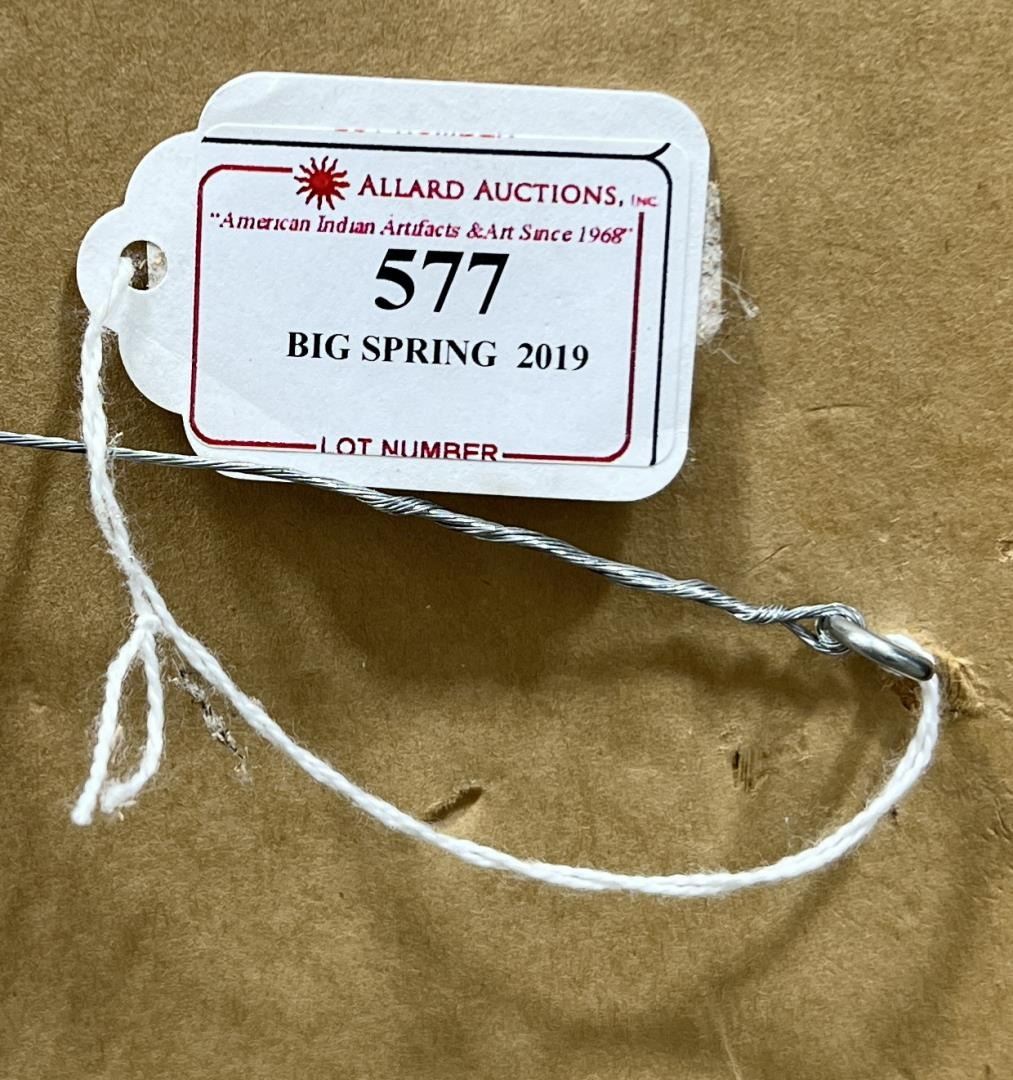 ALLARD AUCTIONS, INC.
"American Indian Artifacts & Art Since 1968"
577
BIG SPRING 2019
LOT NUMBER